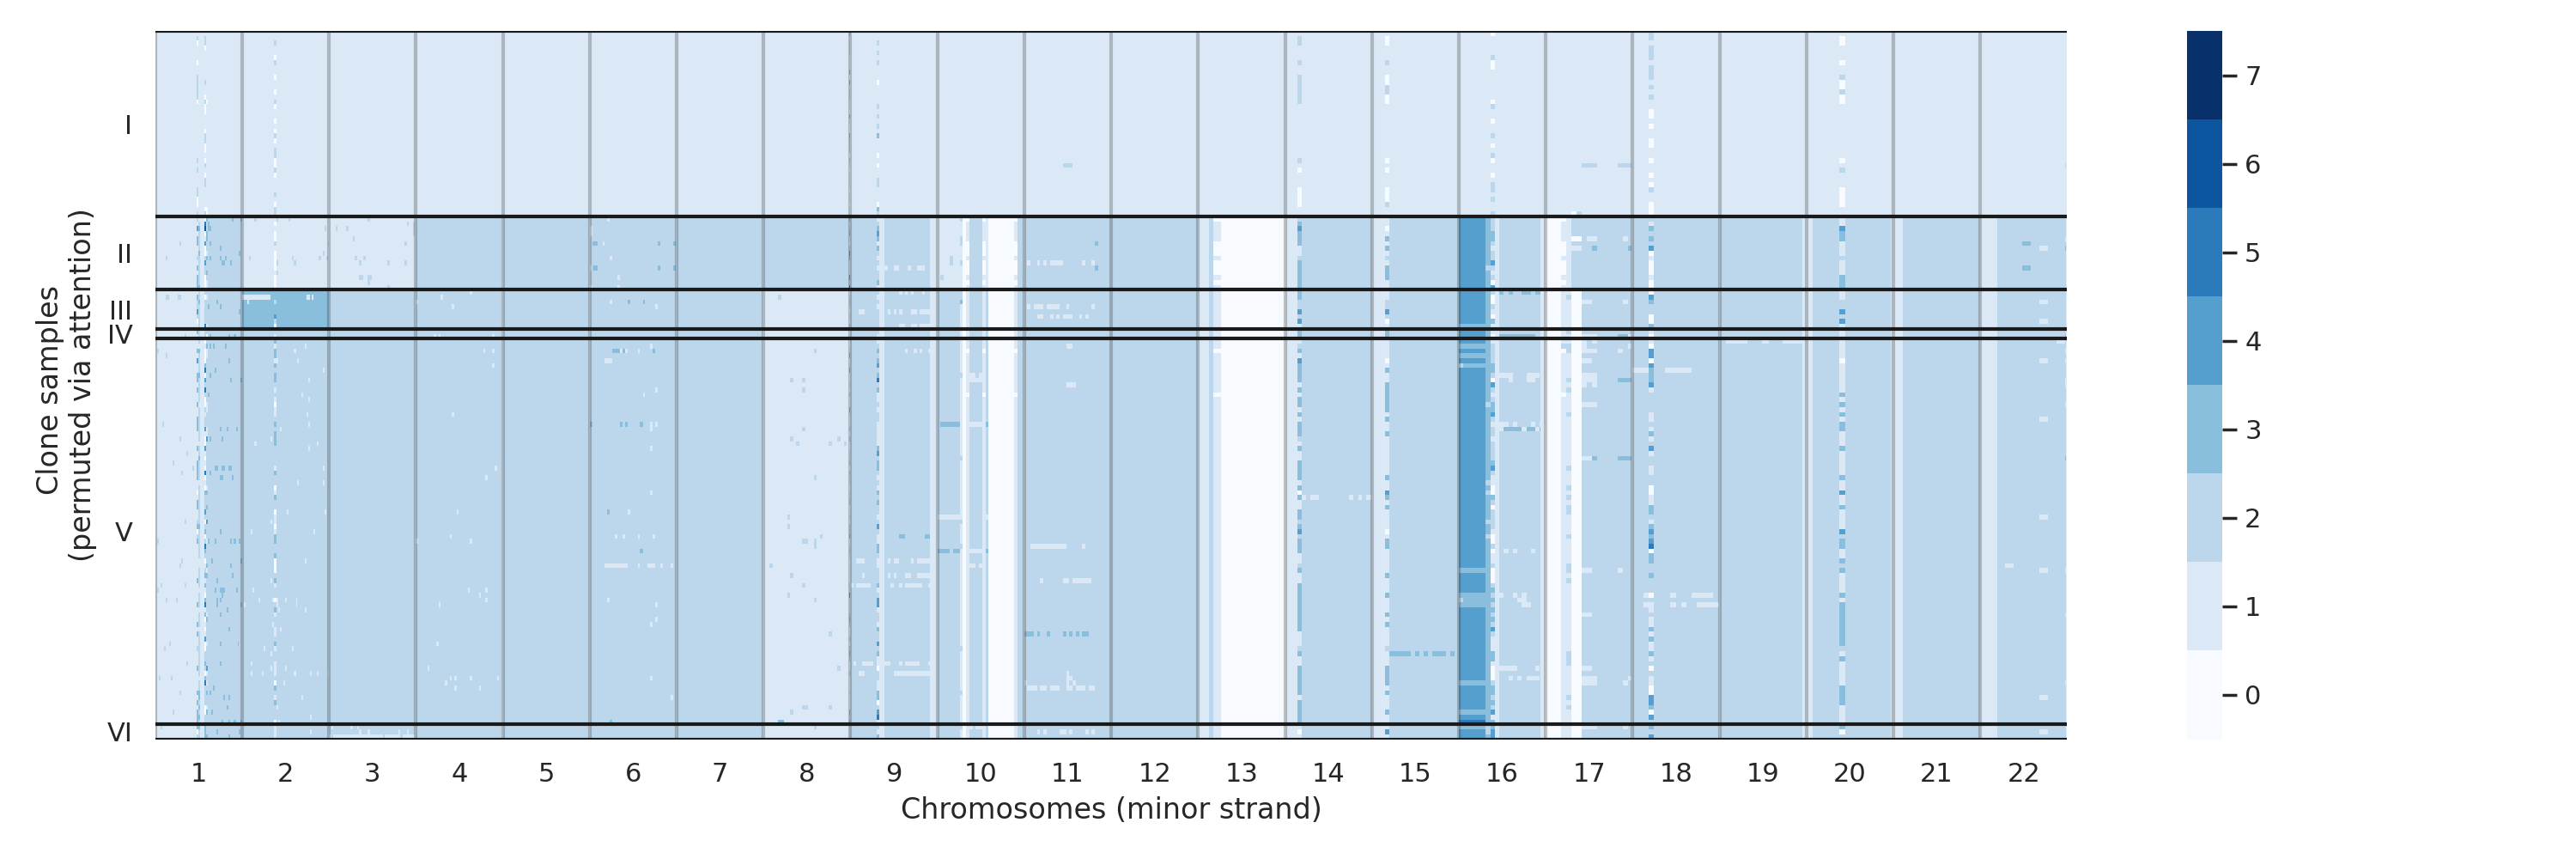 Clone samples
(permuted via attention)
I
II
III
IV
V
VI
1 2 3 4 5 6 7 8 9 10 11 12 13 14 15 16 17 18 19 20 21 22
Chromosomes (minor strand)
7
6
5
4
3
2
1
0